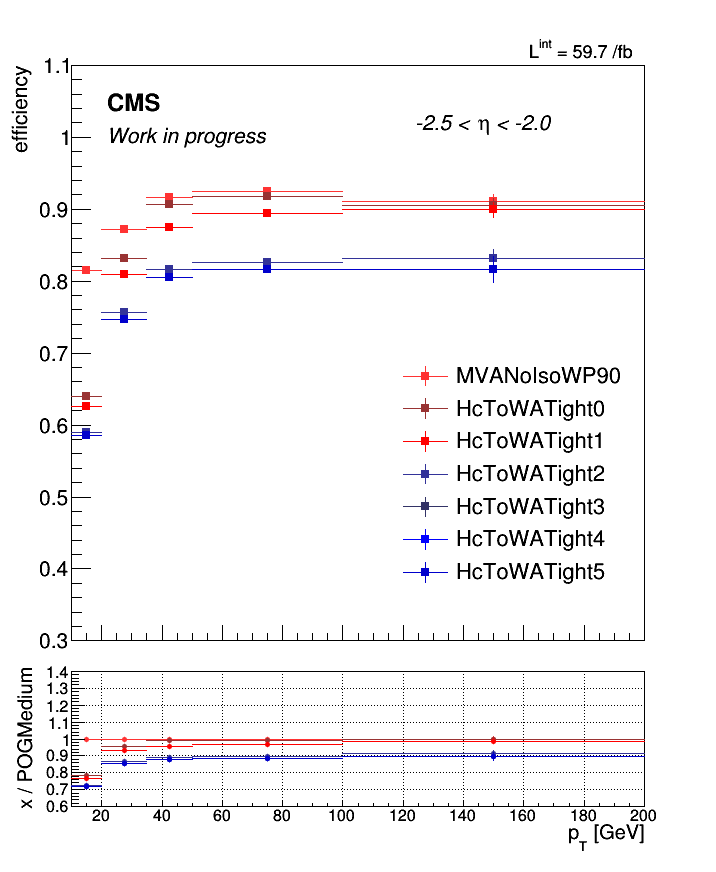 L^int = 59.7 /fb
efficiency
1.1
CMS
Work in progress
-2.5 < η < -2.0
1
0.9
0.8
0.7
0.6
0.5
0.4
0.3
MVANoIsoWP90
HcToWATight0
HcToWATight1
HcToWATight2
HcToWATight3
HcToWATight4
HcToWATight5
x / POGMedium
1.4
1.3
1.2
1.1
1
0.9
0.8
0.7
0.6
20 40 60 80 100 120 140 160 180 200
p_T [GeV]